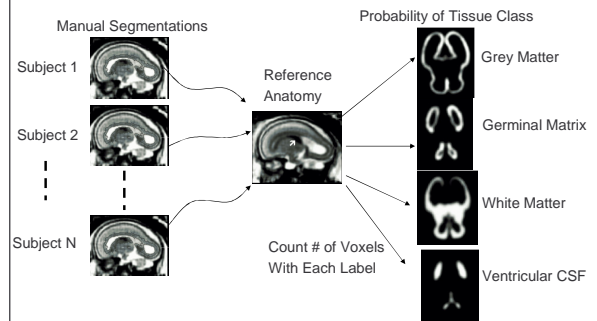 Manual Segmentations
Probability of Tissue Class
Subject 1
Subject 2
Subject N
Reference
Anatomy
Count # of Voxels
With Each Label
Grey Matter
Germinal Matrix
White Matter
Ventricular CSF